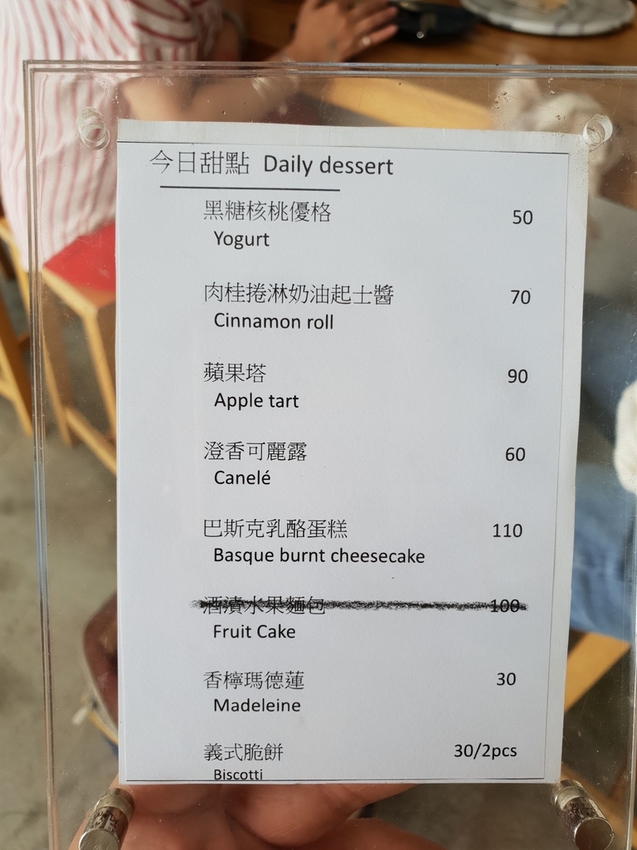 今日甜點 Daily dessert
黑糖核桃優格 50
Yogurt
肉桂捲淋奶油起士醬 70
Cinnamon roll
蘋果塔 90
Apple tart
澄香可麗露 60
Canelé
巴斯克乳酪蛋糕 110
Basque burnt cheesecake
酒漬水果麵包 100
Fruit Cake
香檸瑪德蓮 30
Madeleine
義式脆餅 30/2pcs
Biscotti